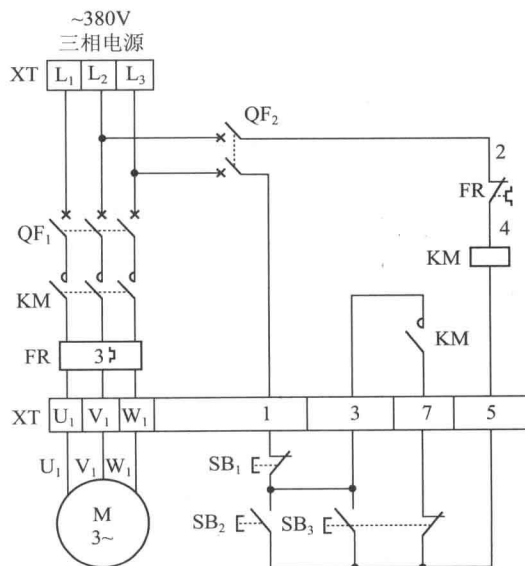 ~380V
三相电源
XT L₁ L₂ L₃
QF₂
2
FR
4
QF₁
KM
KM
KM
FR 3
XT U₁ V₁ W₁ 1 3 7 5
U₁ V₁ W₁
SB₁
SB₂ SB₃
M
3~